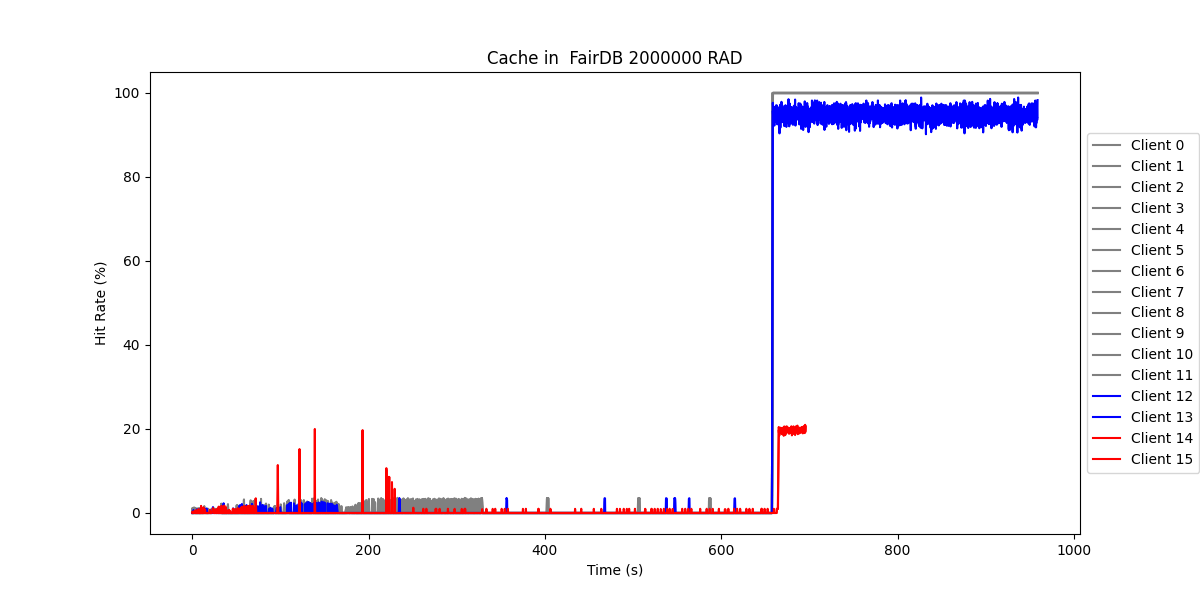 Cache in  FairDB 2000000 RAD
Hit Rate (%)
100
80
60
40
20
0
0
200
400
600
800
1000
Time (s)
Client 0
Client 1
Client 2
Client 3
Client 4
Client 5
Client 6
Client 7
Client 8
Client 9
Client 10
Client 11
Client 12
Client 13
Client 14
Client 15